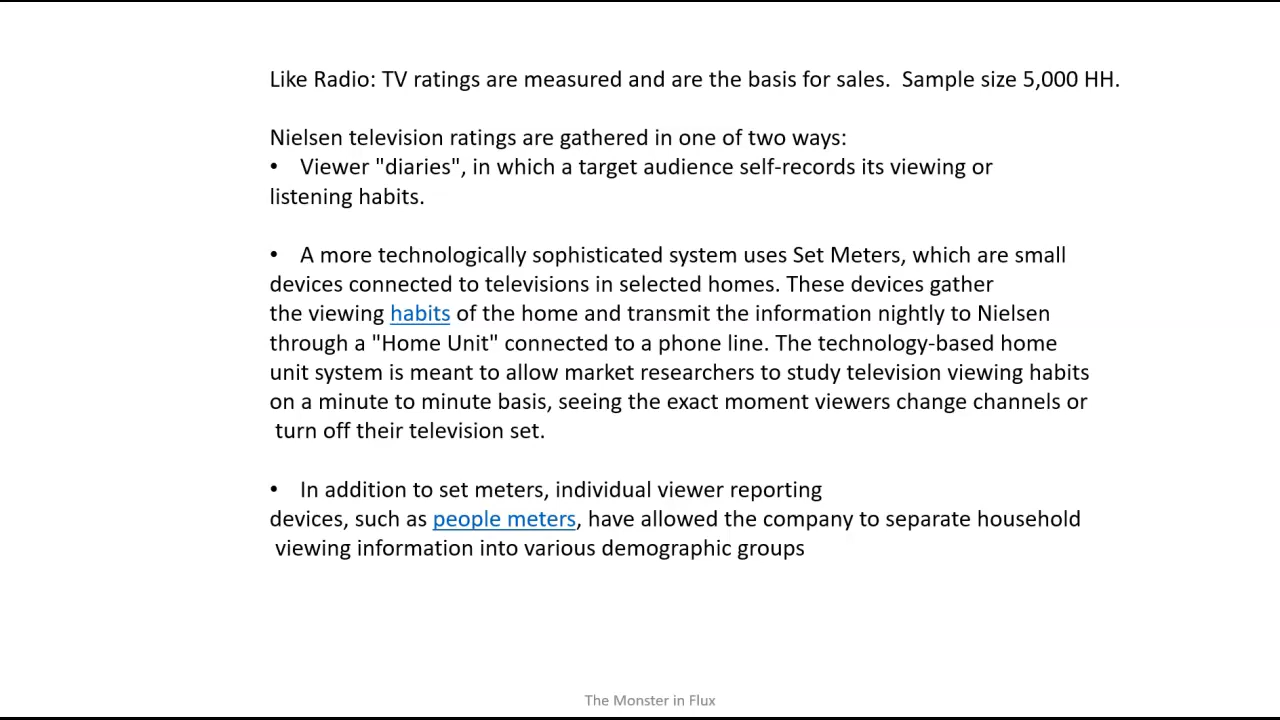 Like Radio: TV ratings are measured and are the basis for sales.  Sample size 5,000 HH.
Nielsen television ratings are gathered in one of two ways:
•   Viewer "diaries", in which a target audience self-records its viewing or
listening habits.
•   A more technologically sophisticated system uses Set Meters, which are small
devices connected to televisions in selected homes. These devices gather
the viewing habits of the home and transmit the information nightly to Nielsen
through a "Home Unit" connected to a phone line. The technology-based home
unit system is meant to allow market researchers to study television viewing habits
on a minute to minute basis, seeing the exact moment viewers change channels or
turn off their television set.
•   In addition to set meters, individual viewer reporting
devices, such as people meters, have allowed the company to separate household
viewing information into various demographic groups
The Monster in Flux